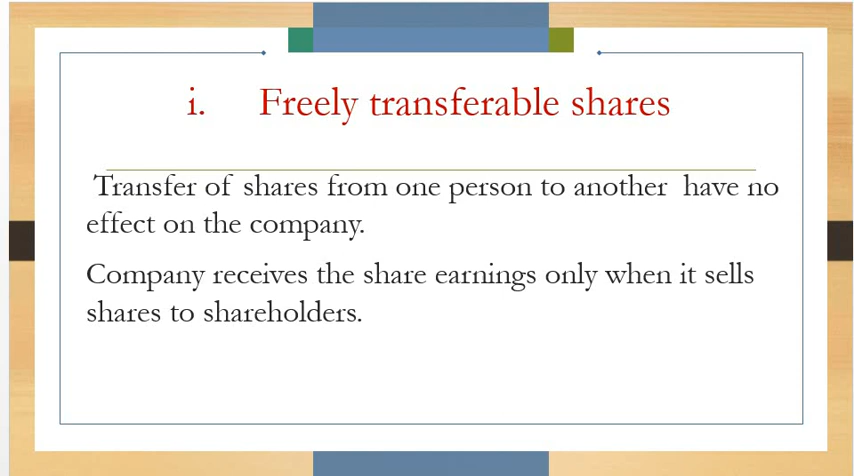 i. Freely transferable shares
Transfer of shares from one person to another have no
effect on the company.
Company receives the share earnings only when it sells
shares to shareholders.